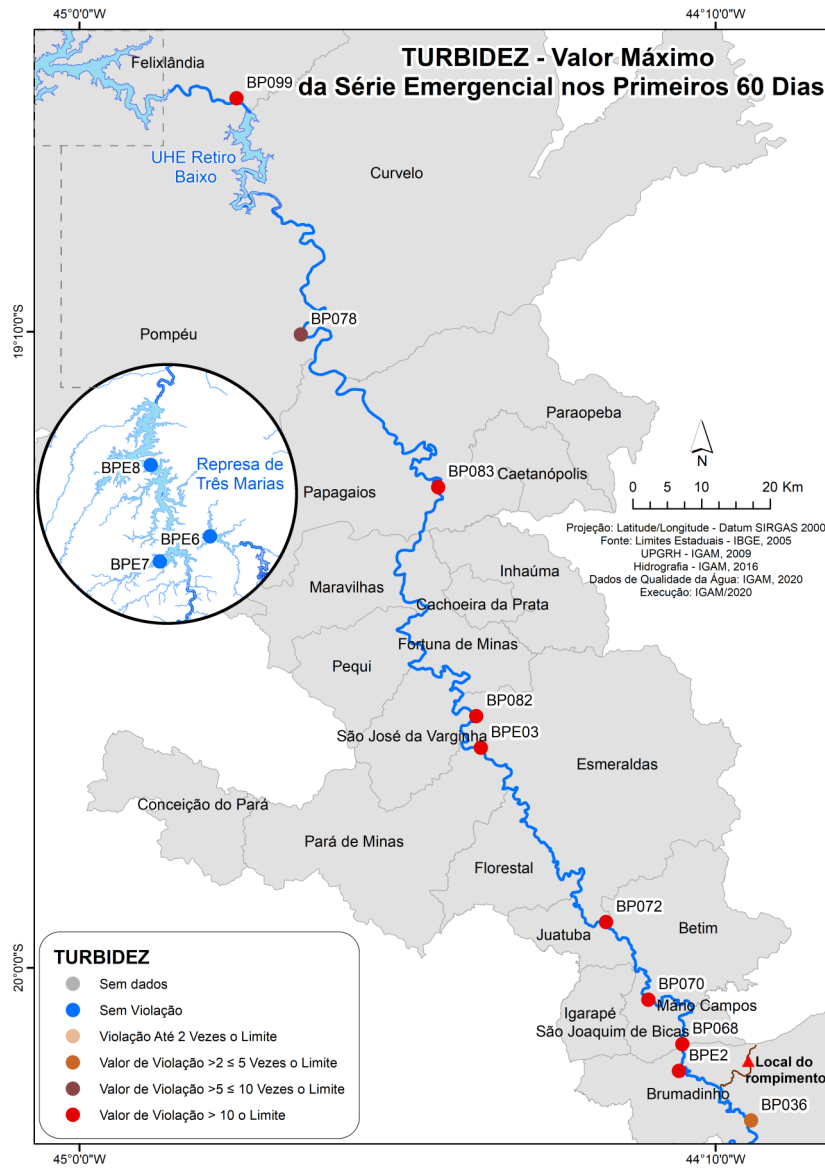 45°0'0"W
44°10'0"W
TURBIDEZ - Valor Máximo
da Série Emergencial nos Primeiros 60 Dias
Felixlândia
BP099
UHE Retiro
Baixo
Curvelo
19°10'0"S
BP078
Pompéu
Paraopeba
BPE8
Represa de
Três Marias
BP083
Caetanópolis
N
Papagaios
0 5 10 20 Km
BPE6
BPE7
Projeção: Latitude/Longitude - Datum SIRGAS 2000
Fonte: Limites Estaduais - IBGE, 2005
UPGRH - IGAM, 2009
Hidrografia - IGAM, 2016
Dados de Qualidade da Água: IGAM, 2020
Execução: IGAM/2020
Inhaúma
Maravilhas
Cachoeira da Prata
Fortuna de Minas
Pequi
BP082
São José da Varginha
BPE03
Esmeraldas
Conceição do Pará
Pará de Minas
Florestal
BP072
Juatuba
Betim
20°0'0"S
BP070
Mário Campos
Igarapé
São Joaquim de Bicas
BP068
BPE2
Local do
rompimento
Brumadinho
BP036
TURBIDEZ
Sem dados
Sem Violação
Violação Até 2 Vezes o Limite
Valor de Violação >2 ≤ 5 Vezes o Limite
Valor de Violação >5 ≤ 10 Vezes o Limite
Valor de Violação > 10 o Limite
45°0'0"W
44°10'0"W